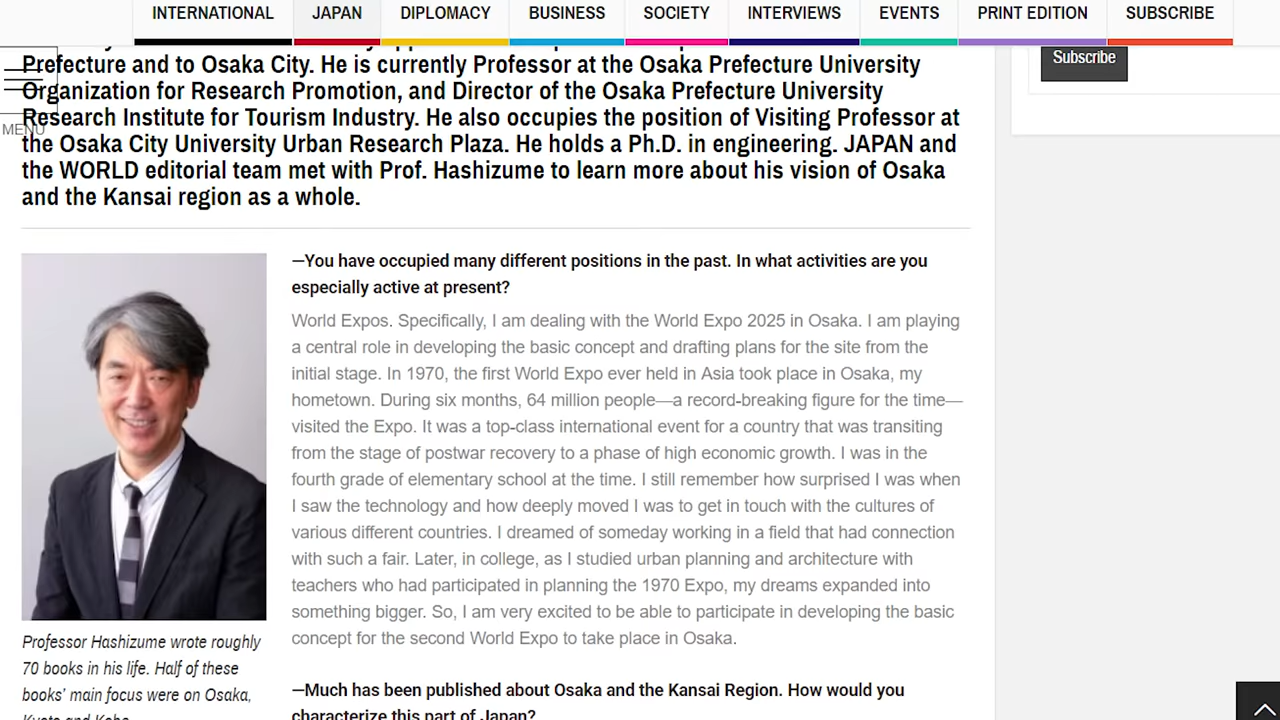 INTERNATIONAL JAPAN DIPLOMACY BUSINESS SOCIETY INTERVIEWS EVENTS PRINT EDITION SUBSCRIBE
Prefecture and to Osaka City. He is currently Professor at the Osaka Prefecture University
Organization for Research Promotion, and Director of the Osaka Prefecture University
Research Institute for Tourism Industry. He also occupies the position of Visiting Professor at
the Osaka City University Urban Research Plaza. He holds a Ph.D. in engineering. JAPAN and
the WORLD editorial team met with Prof. Hashizume to learn more about his vision of Osaka
and the Kansai region as a whole.
MENU
Subscribe
—You have occupied many different positions in the past. In what activities are you
especially active at present?
World Expos. Specifically, I am dealing with the World Expo 2025 in Osaka. I am playing
a central role in developing the basic concept and drafting plans for the site from the
initial stage. In 1970, the first World Expo ever held in Asia took place in Osaka, my
hometown. During six months, 64 million people—a record-breaking figure for the time—
visited the Expo. It was a top-class international event for a country that was transiting
from the stage of postwar recovery to a phase of high economic growth. I was in the
fourth grade of elementary school at the time. I still remember how surprised I was when
I saw the technology and how deeply moved I was to get in touch with the cultures of
various different countries. I dreamed of someday working in a field that had connection
with such a fair. Later, in college, as I studied urban planning and architecture with
teachers who had participated in planning the 1970 Expo, my dreams expanded into
something bigger. So, I am very excited to be able to participate in developing the basic
concept for the second World Expo to take place in Osaka.
Professor Hashizume wrote roughly
70 books in his life. Half of these
books' main focus were on Osaka,
Kyoto and Kobe.
—Much has been published about Osaka and the Kansai Region. How would you
characterize this part of Japan?